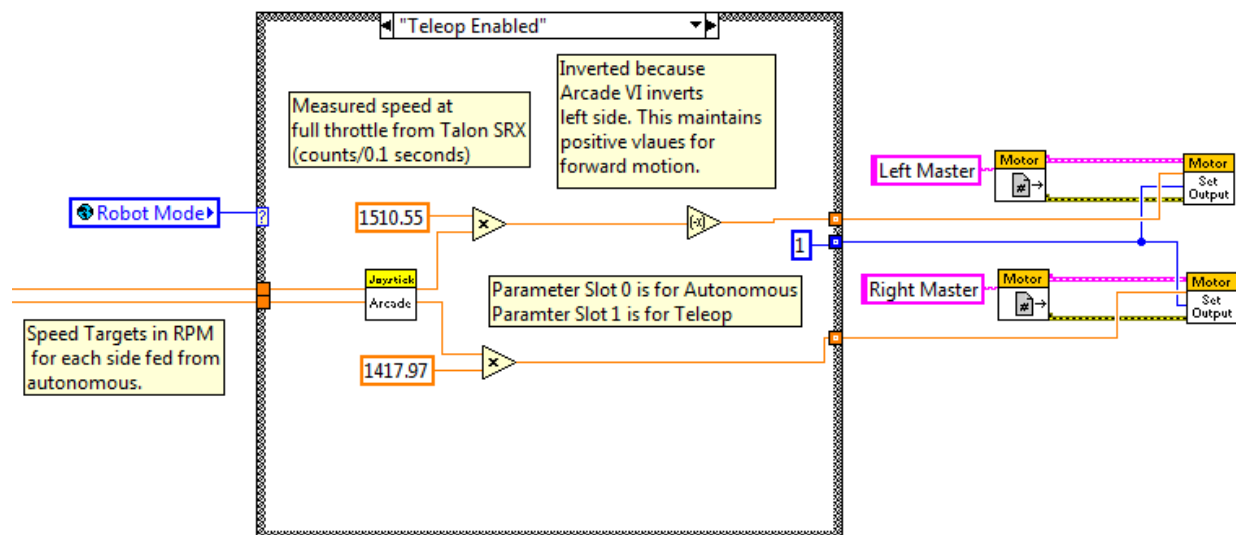 "Teleop Enabled"
Measured speed at
full throttle from Talon SRX
(counts/0.1 seconds)
Inverted because
Arcade VI inverts
left side. This maintains
positive vlaues for
forward motion.
Left Master
Motor
#
Motor
Set
Output
Robot Mode
?
1510.55
x
-x
1
Joystick
Arcade
Parameter Slot 0 is for Autonomous
Paramter Slot 1 is for Teleop
Right Master
Motor
#
Motor
Set
Output
Speed Targets in RPM
for each side fed from
autonomous.
1417.97
x